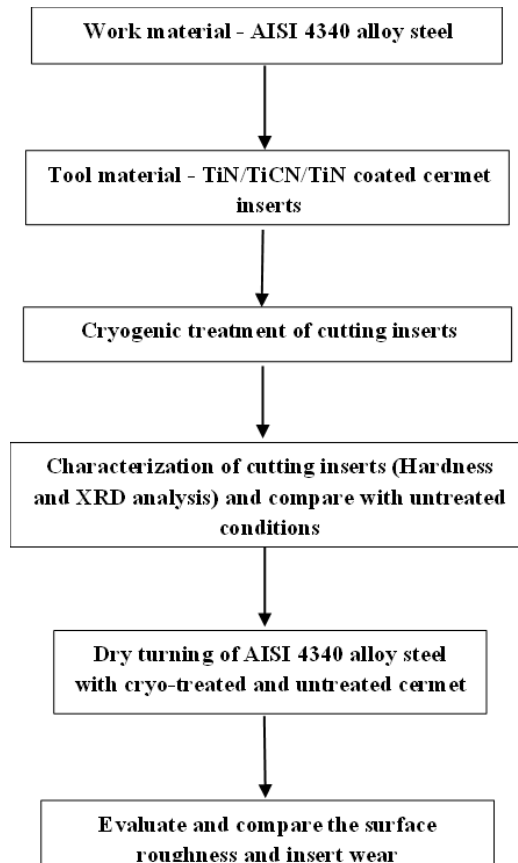 Work material - AISI 4340 alloy steel
Tool material - TiN/TiCN/TiN coated cermet
inserts
Cryogenic treatment of cutting inserts
Characterization of cutting inserts (Hardness
and XRD analysis) and compare with untreated
conditions
Dry turning of AISI 4340 alloy steel
with cryo-treated and untreated cermet
Evaluate and compare the surface
roughness and insert wear